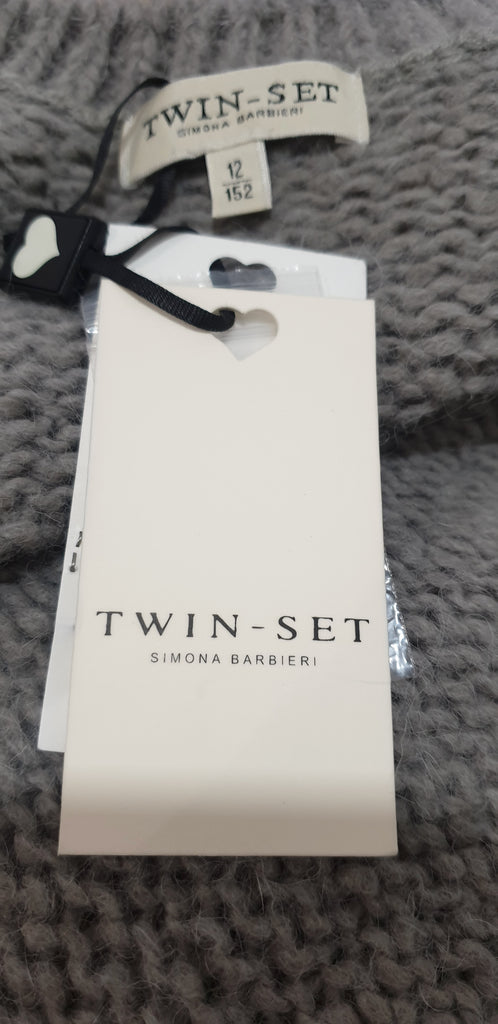 TWIN-SET
SIMONA BARBIERI
12
152
TWIN-SET
SIMONA BARBIERI